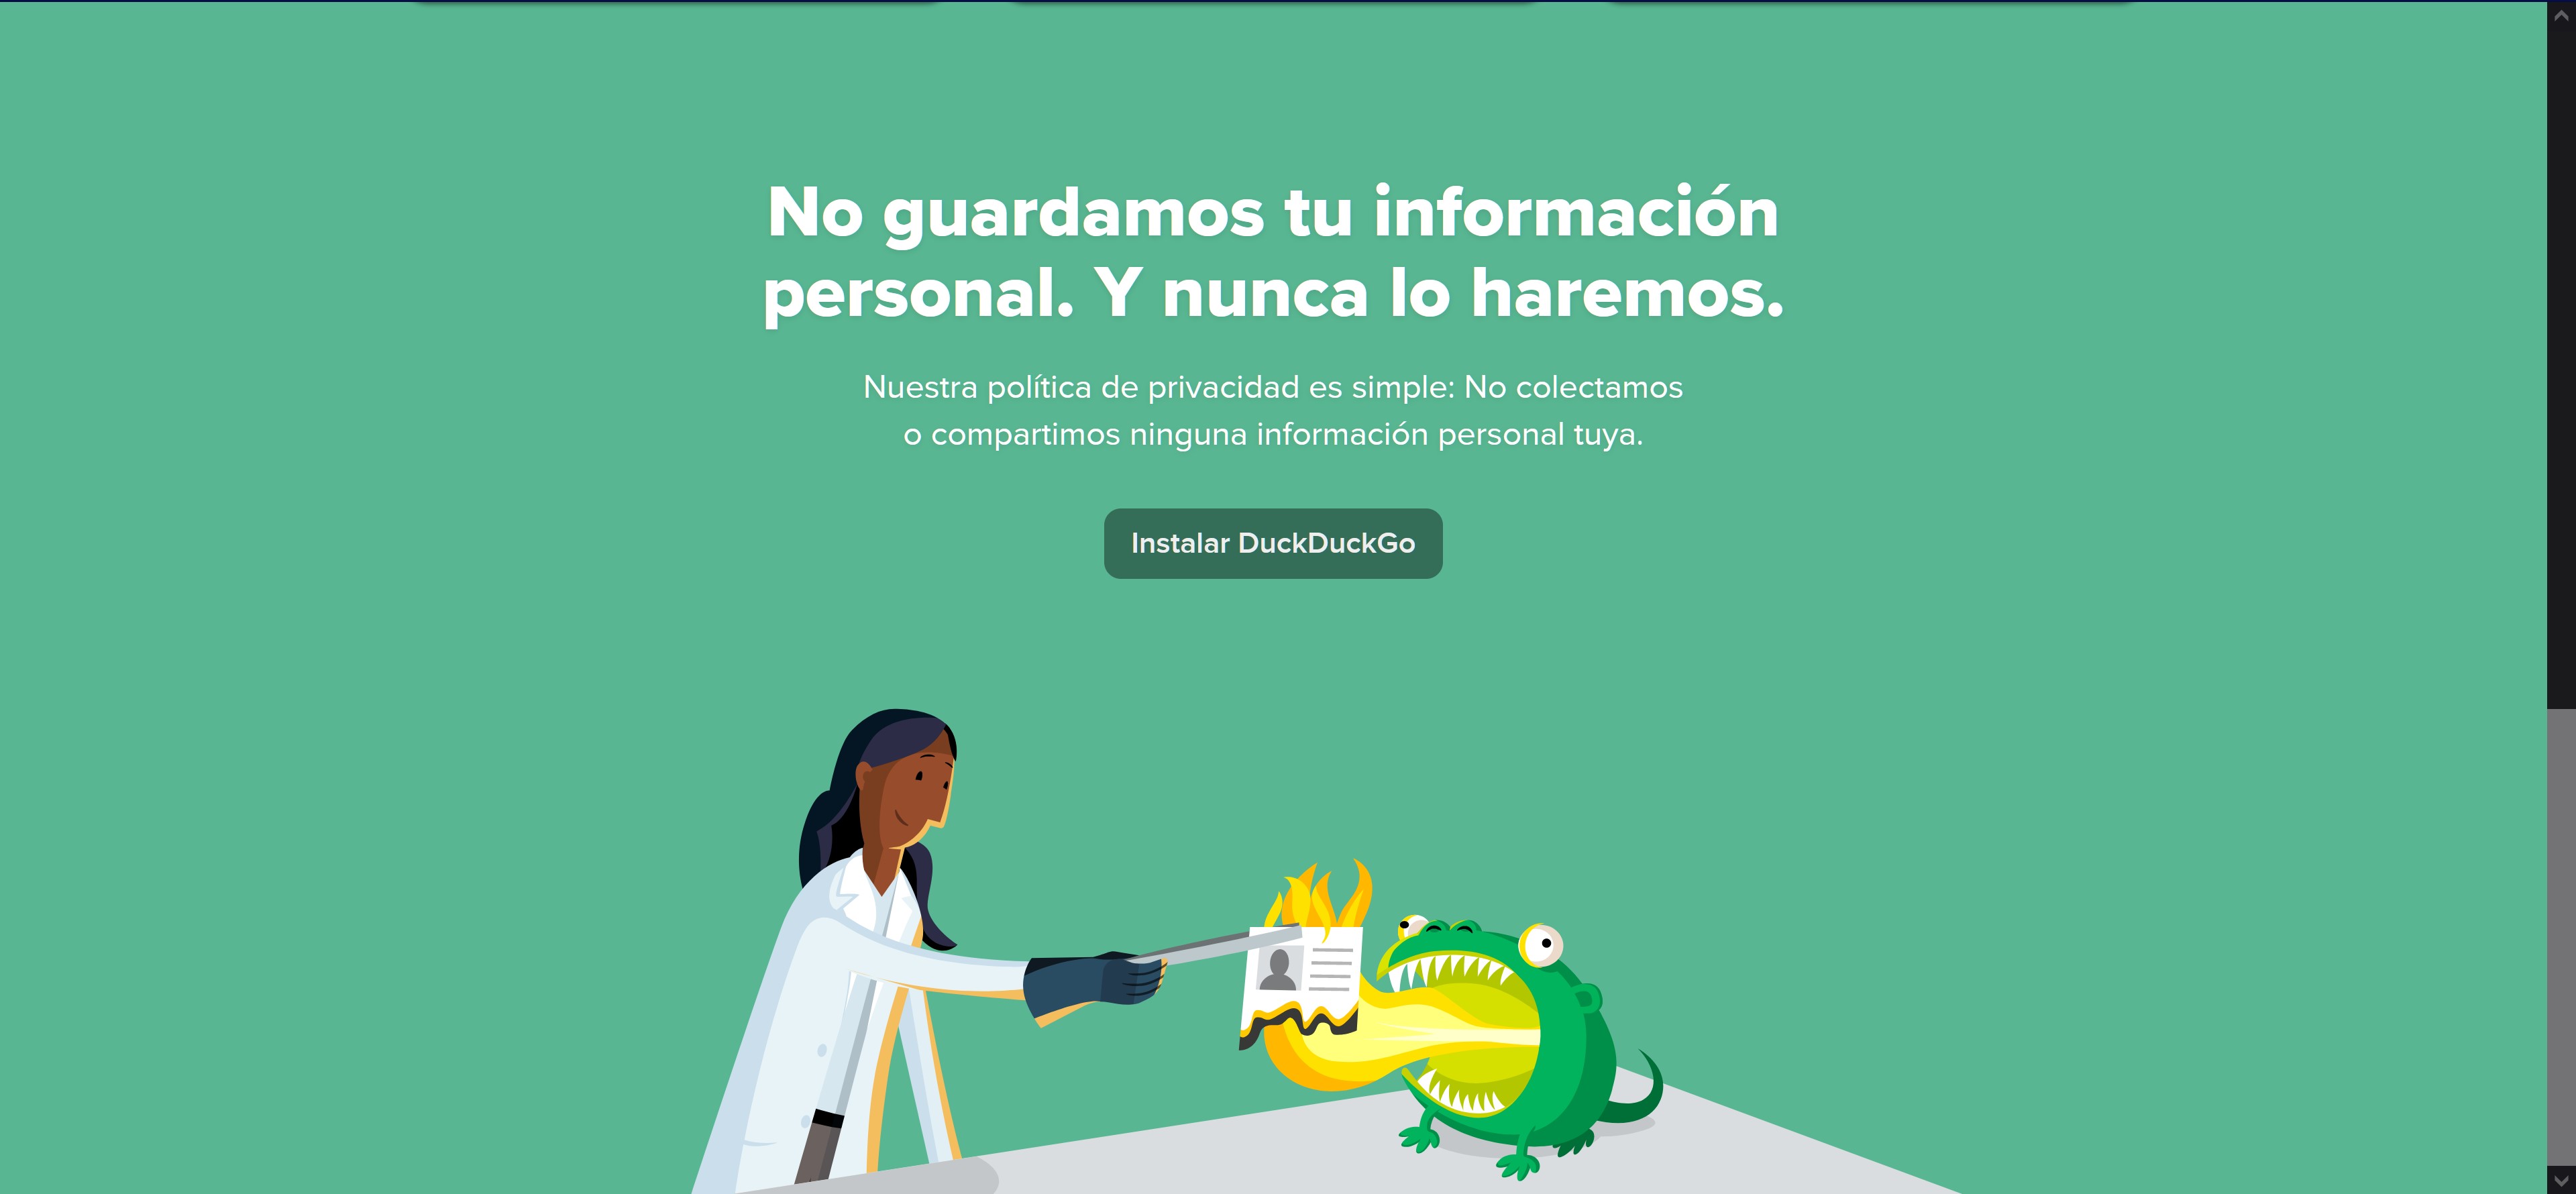 No guardamos tu información
personal. Y nunca lo haremos.
Nuestra política de privacidad es simple: No colectamos
o compartimos ninguna información personal tuya.
Instalar DuckDuckGo